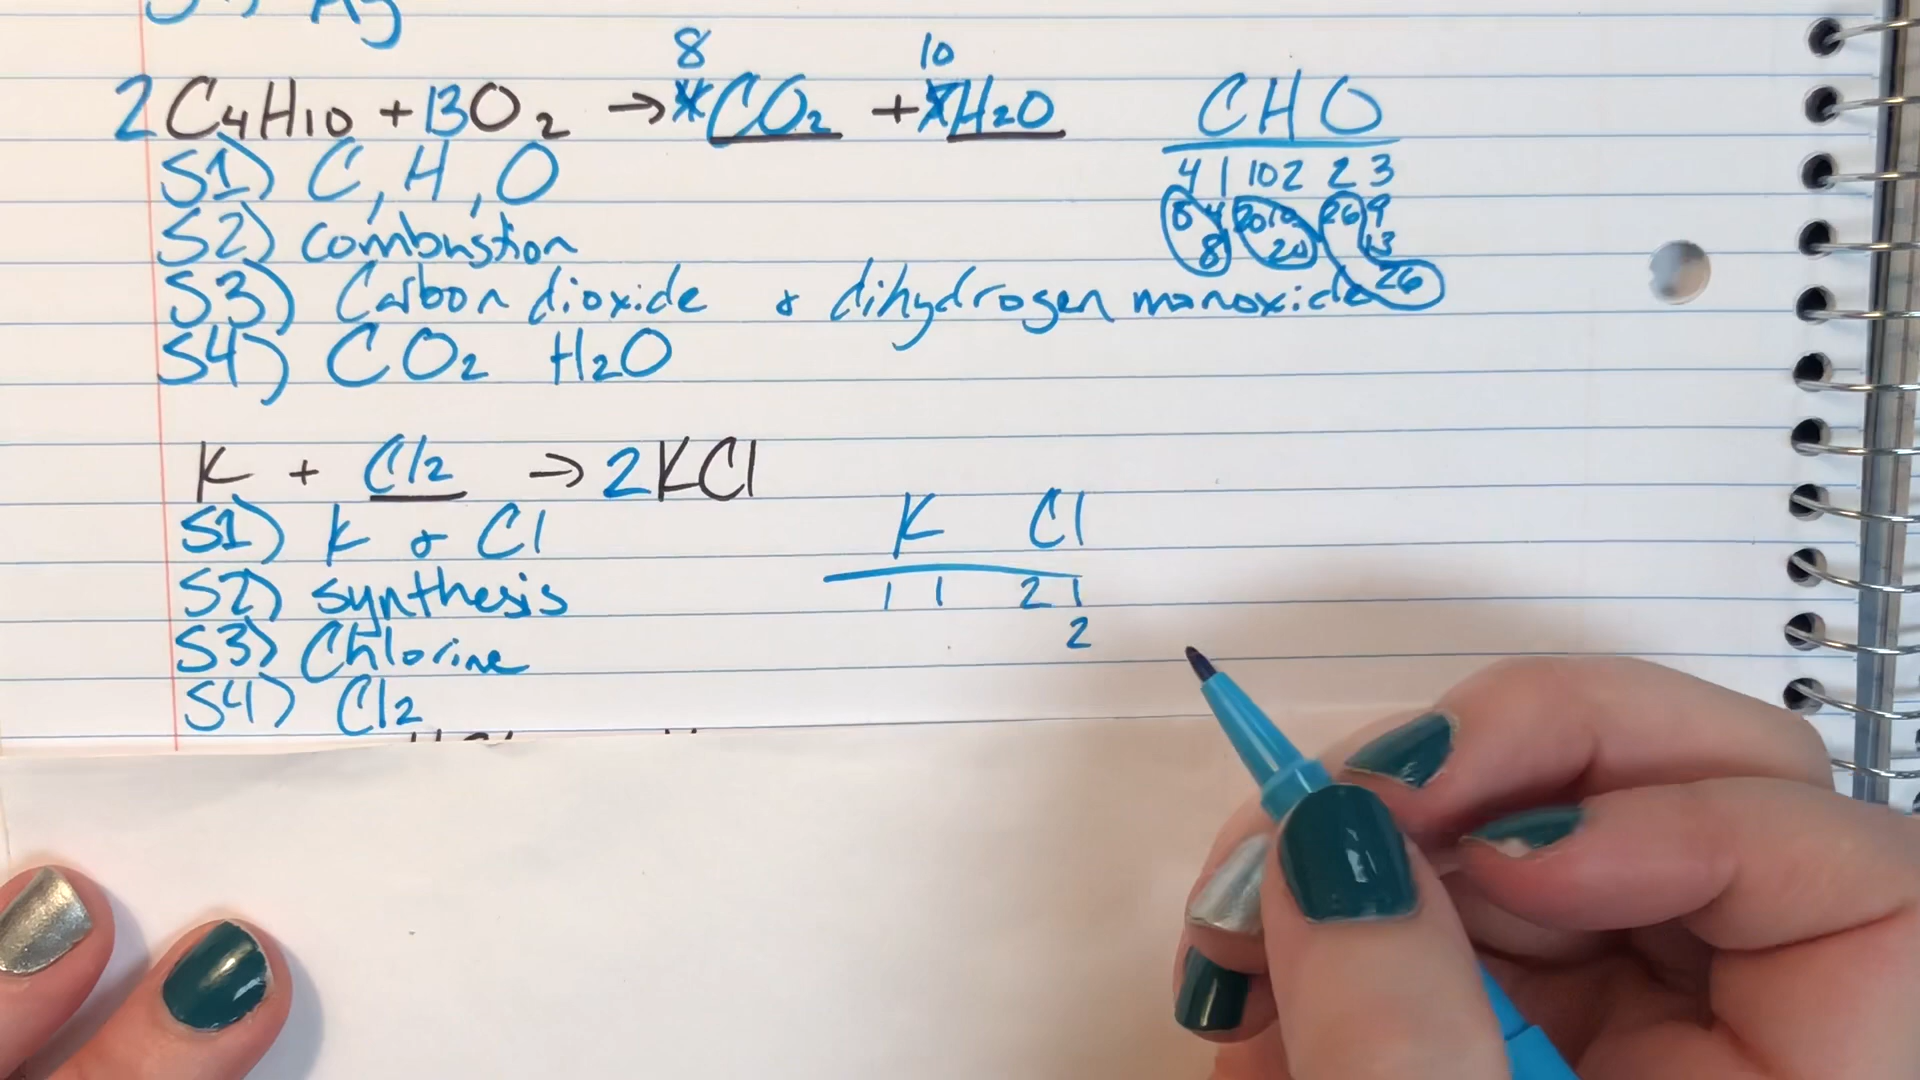 8 10
2C4H10 + 13O2 → CO2 + H2O C H O
S1) C, H, O 4 1 10 2 2 3
S2) combustion 8 4 20 10 26 9
8 20 13
S3) Carbon dioxide & dihydrogen monoxide 26
S4) CO2 H2O
K + Cl2 → 2KCl
S1) K & Cl K Cl
S2) synthesis 1 1 2 1
2
S3) Chlorine
S4) Cl2